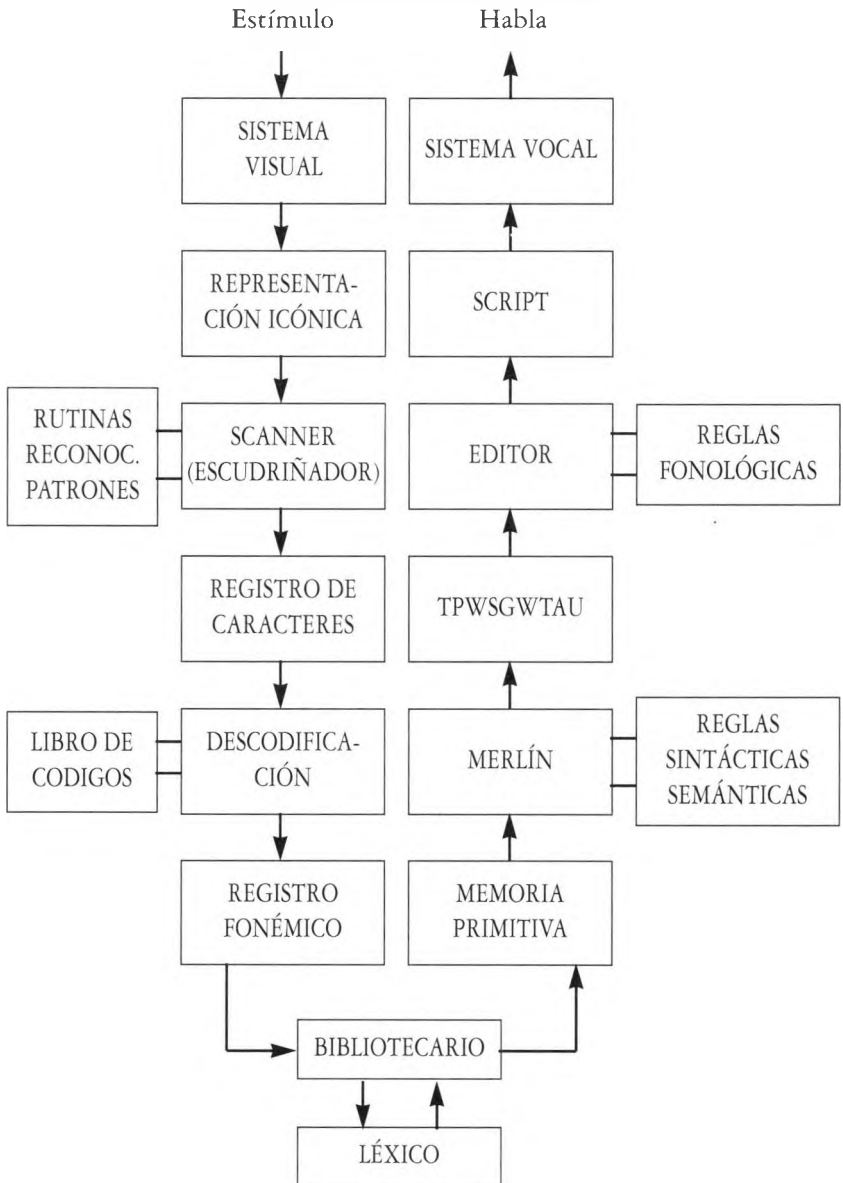 Estímulo
Habla
SISTEMA
VISUAL
SISTEMA VOCAL
REPRESENTA-
CIÓN ICÓNICA
SCRIPT
RUTINAS
RECONOC.
PATRONES
SCANNER
(ESCUDRIÑADOR)
EDITOR
REGLAS
FONOLÓGICAS
REGISTRO DE
CARACTERES
TPWSGWTAU
LIBRO DE
CODIGOS
DESCODIFICA-
CIÓN
MERLÍN
REGLAS
SINTÁCTICAS
SEMÁNTICAS
REGISTRO
FONÉMICO
MEMORIA
PRIMITIVA
BIBLIOTECARIO
LÉXICO